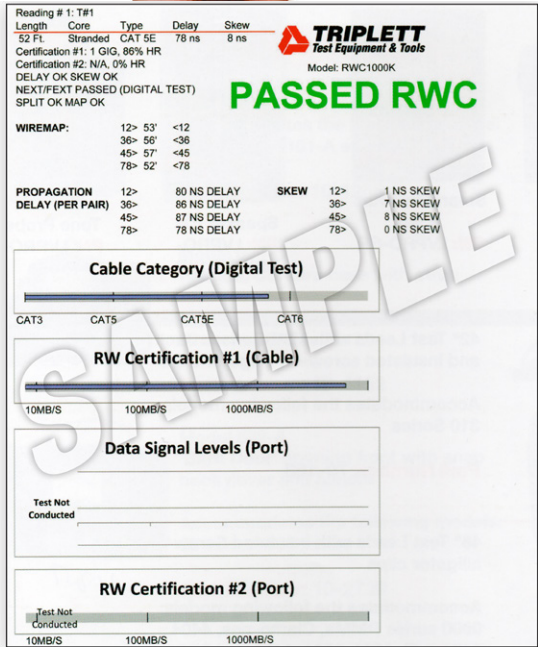 Reading # 1: T#1
Length Core Type Delay Skew
52 Ft. Stranded CAT 5E 78 ns 8 ns
Certification #1: 1 GIG, 86% HR
Certification #2: N/A, 0% HR
DELAY OK SKEW OK
NEXT/FEXT PASSED (DIGITAL TEST)
SPLIT OK MAP OK
TRIPLETT
Test Equipment & Tools
Model: RWC1000K
PASSED RWC
WIREMAP: 12> 53' <12
36> 56' <36
45> 57' <45
78> 52' <78
PROPAGATION 12> 80 NS DELAY SKEW 12> 1 NS SKEW
DELAY (PER PAIR) 36> 86 NS DELAY 36> 7 NS SKEW
45> 87 NS DELAY 45> 8 NS SKEW
78> 78 NS DELAY 78> 0 NS SKEW
Cable Category (Digital Test)
CAT3 CAT5 CAT5E CAT6
RW Certification #1 (Cable)
10MB/S 100MB/S 1000MB/S
Data Signal Levels (Port)
Test Not
Conducted
RW Certification #2 (Port)
Test Not
Conducted
10MB/S 100MB/S 1000MB/S
SAMPLE